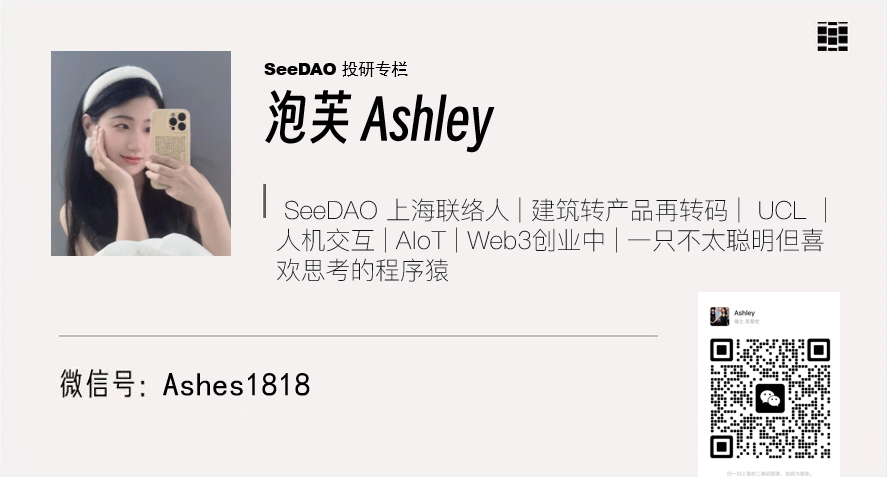 SeeDAO 投研专栏
泡芙 Ashley
SeeDAO 上海联络人 | 建筑转产品再转码 | UCL |
人机交互 | AIoT | Web3创业中 | 一只不太聪明但喜
欢思考的程序猿
Ashley
微信号: Ashes1818